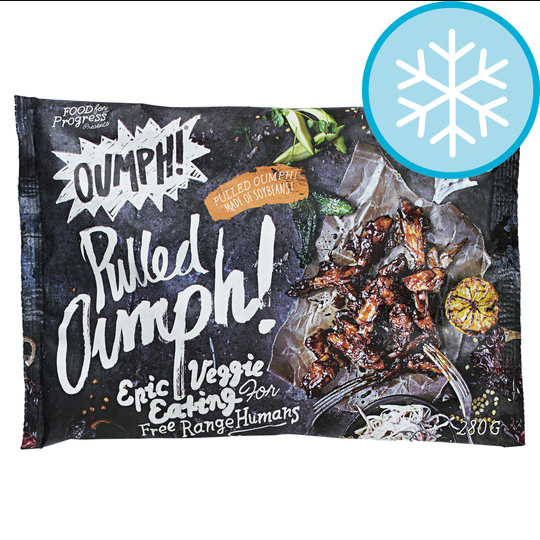 FOOD for
Progress
Presents
OUMPH!
PULLED OUMPH!
MADE OF SOYBEANS!
Pulled
Oumph!
Epic Veggie
Eating For
Free Range Humans
280G